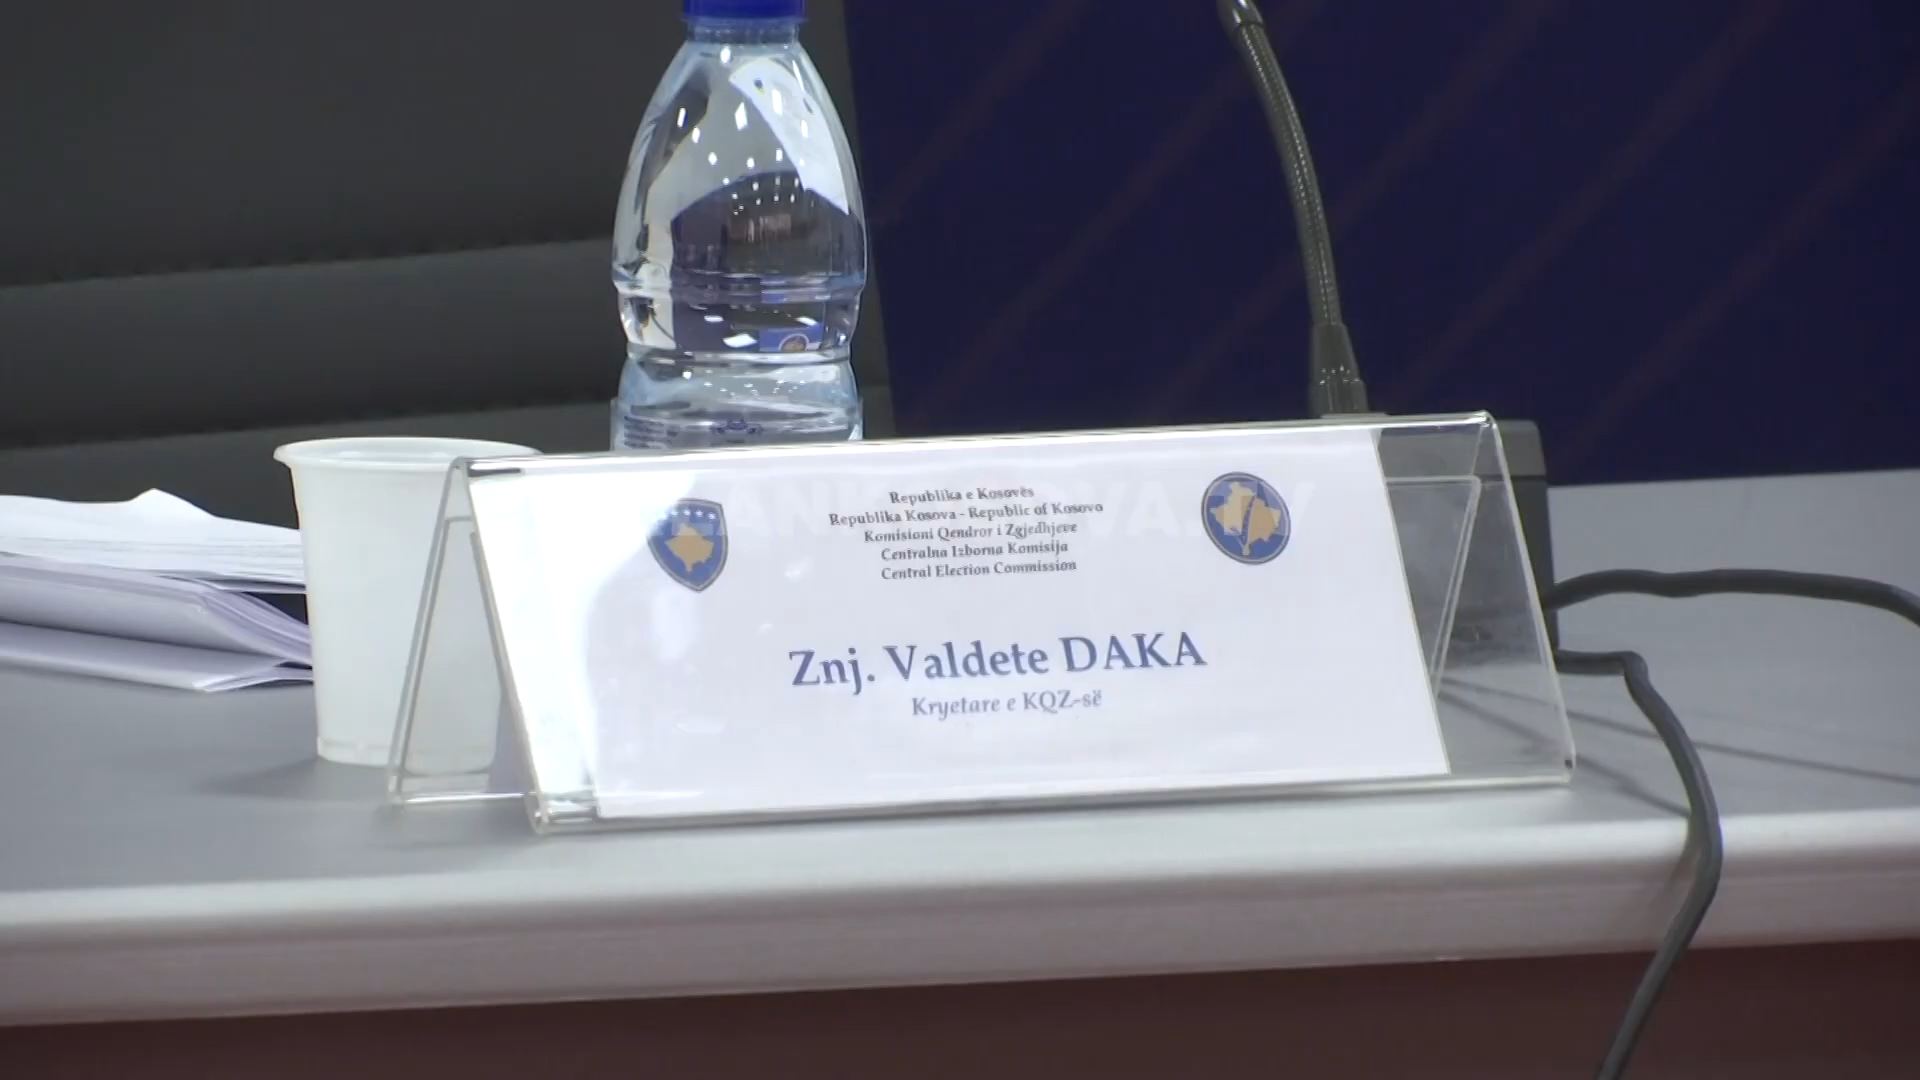 Republika e Kosovës
Republika Kosova - Republic of Kosovo
Komisioni Qendror i Zgjedhjeve
Centralna Izborna Komisija
Central Election Commission
Znj. Valdete DAKA
Kryetare e KQZ-së